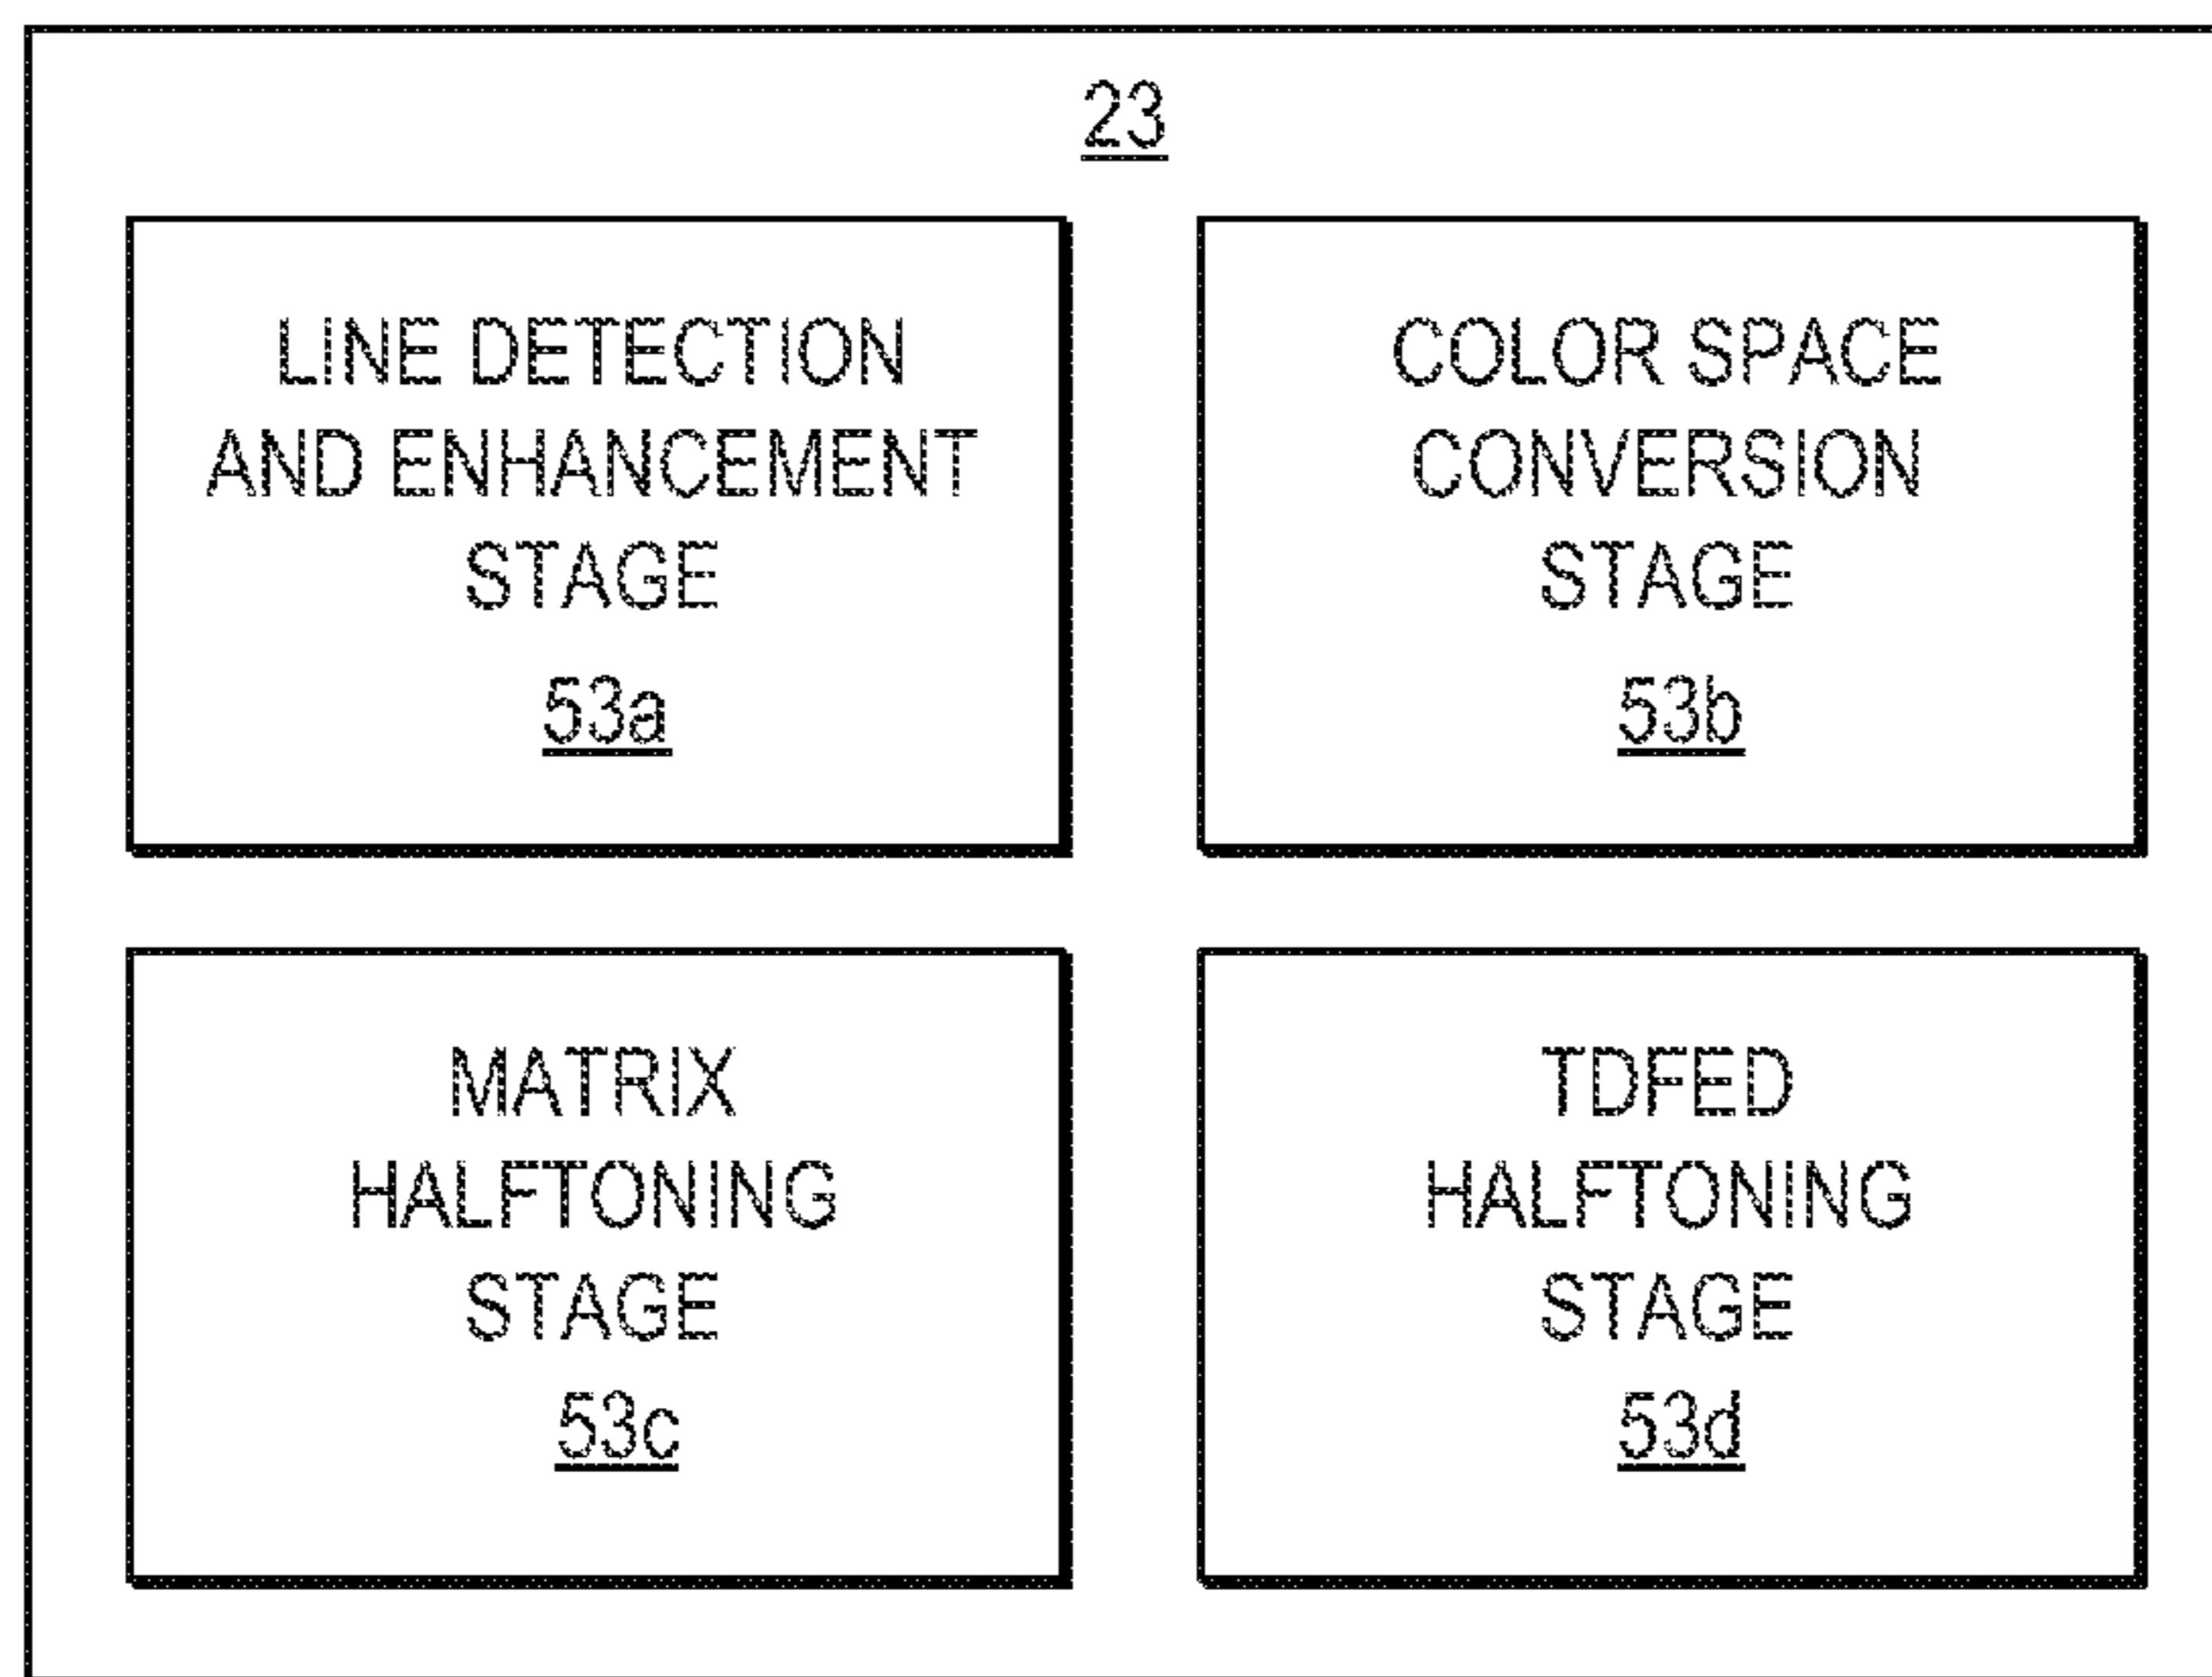 23
LINE DETECTION
AND ENHANCEMENT
STAGE
53a
COLOR SPACE
CONVERSION
STAGE
53b
MATRIX
HALFTONING
STAGE
53c
TDFED
HALFTONING
STAGE
53d